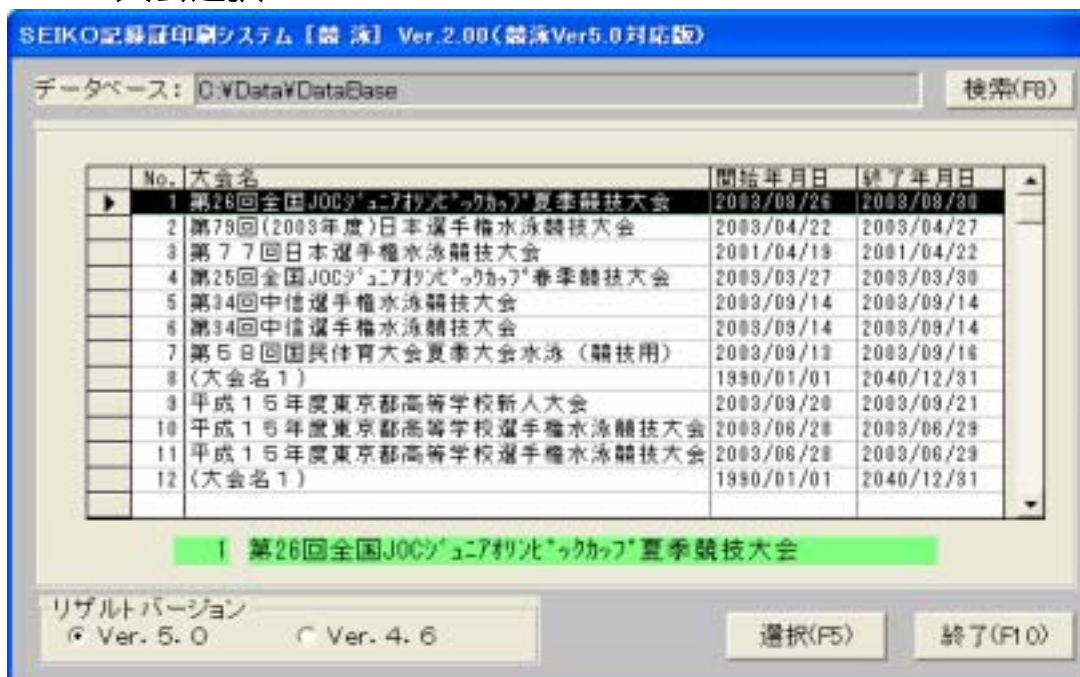 大会選択
SEIKO記録証印刷システム [競 泳] Ver.2.00(競泳Ver5.0対応版)
データベース: C:¥Data¥DataBase 検索(F8)
No. 大会名 開始年月日 終了年月日
1 第26回全国JOCジュニアオリンピックカップ夏季競技大会 2003/08/26 2003/08/30
2 第79回(2003年度)日本選手権水泳競技大会 2003/04/22 2003/04/27
3 第77回日本選手権水泳競技大会 2001/04/19 2001/04/22
4 第25回全国JOCジュニアオリンピックカップ春季競技大会 2003/03/27 2003/03/30
5 第34回中信選手権水泳競技大会 2003/09/14 2003/09/14
6 第34回中信選手権水泳競技大会 2003/09/14 2003/09/14
7 第58回国民体育大会夏季大会水泳(競技用) 2003/09/13 2003/09/16
8 (大会名1) 1990/01/01 2040/12/31
9 平成15年度東京都高等学校新人大会 2003/09/20 2003/09/21
10 平成15年度東京都高等学校選手権水泳競技大会 2003/06/28 2003/06/29
11 平成15年度東京都高等学校選手権水泳競技大会 2003/06/28 2003/06/29
12 (大会名1) 1990/01/01 2040/12/31
1 第26回全国JOCジュニアオリンピックカップ夏季競技大会
リザルトバージョン
Ver. 5. 0 Ver. 4. 6 選択(F5) 終了(F10)